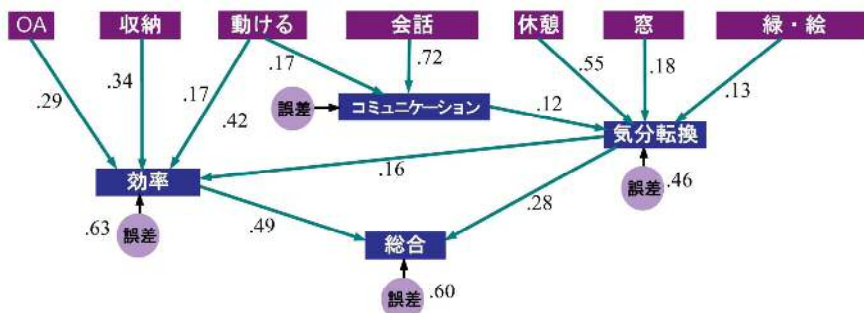 OA 収納 動ける 会話 休憩 窓 緑・絵
.29 .34 .17 .17 .72 .55 .18 .13
.42 誤差 コミュニケーション .12 気分転換
効率 .16 誤差 .46
.63 誤差 .49 .28
総合
誤差 .60